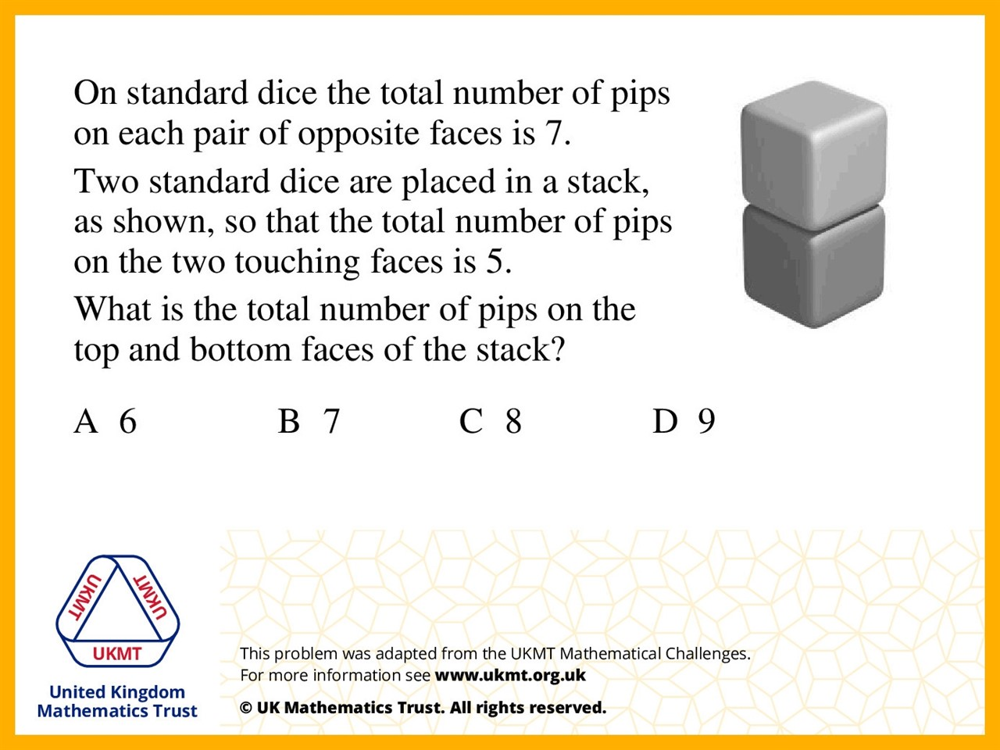 On standard dice the total number of pips
on each pair of opposite faces is 7.
Two standard dice are placed in a stack,
as shown, so that the total number of pips
on the two touching faces is 5.
What is the total number of pips on the
top and bottom faces of the stack?
A 6 B 7 C 8 D 9
UKMT
UKMT
UKMT
United Kingdom
Mathematics Trust
This problem was adapted from the UKMT Mathematical Challenges.
For more information see www.ukmt.org.uk
© UK Mathematics Trust. All rights reserved.